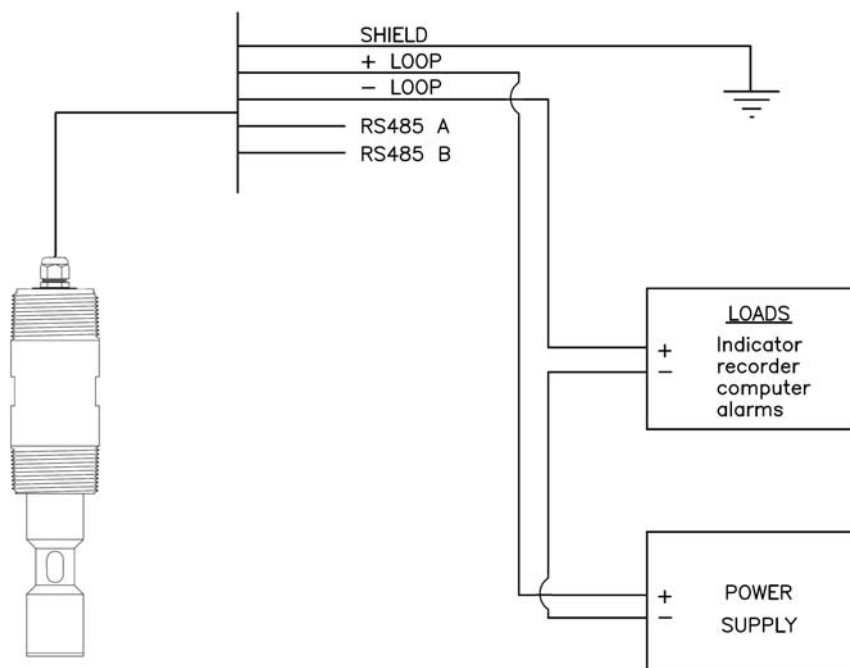 SHIELD
+ LOOP
− LOOP
RS485 A
RS485 B
LOADS
+ Indicator
− recorder
computer
alarms
+ POWER
− SUPPLY